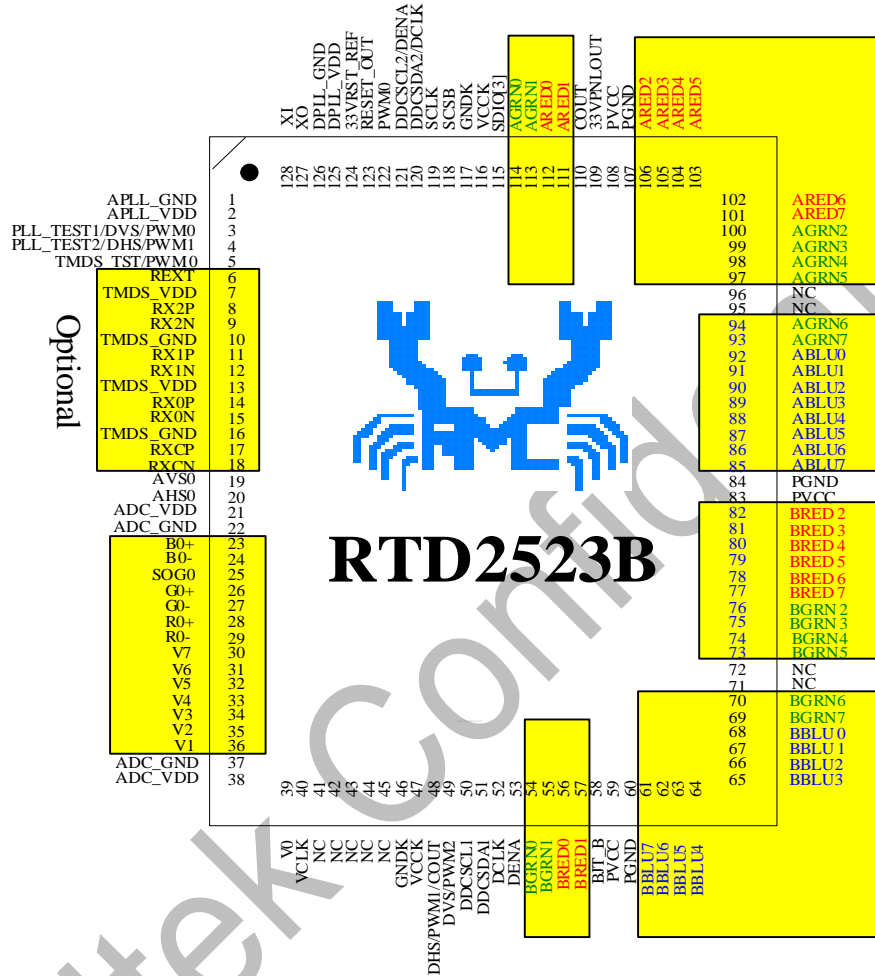 XI
XO
DPLL_GND
DPLL_VDD
33VRST_REF
RESET_OUT
PWM0
DDCSCL2/DENA
DDCSDA2/DCLK
SCLK
SCSB
GNDK
VCCK
SDIO[3]
AGRN0
AGRN1
ARED0
ARED1
COUT
33VPNLOUT
PVCC
PGND
ARED2
ARED3
ARED4
ARED5
128
127
126
125
124
123
122
121
120
119
118
117
116
115
114
113
112
111
110
109
108
107
106
105
104
103
APLL_GND 1
APLL_VDD 2
PLL_TEST1/DVS/PWM0 3
PLL_TEST2/DHS/PWM1 4
TMDS_TST/PWM10 5
REXT 6
TMDS_VDD 7
RX2P 8
RX2N 9
TMDS_GND 10
RX1P 11
RX1N 12
TMDS_VDD 13
RX0P 14
RX0N 15
TMDS_GND 16
RXCP 17
RXCN 18
AVS0 19
AHS0 20
ADC_VDD 21
ADC_GND 22
B0+ 23
B0- 24
SOG0 25
G0+ 26
G0- 27
R0+ 28
R0- 29
V7 30
V6 31
V5 32
V4 33
V3 34
V2 35
V1 36
ADC_GND 37
ADC_VDD 38
Optional
RTD2523B
102 ARED6
101 ARED7
100 AGRN2
99 AGRN3
98 AGRN4
97 AGRN5
96 NC
95 NC
94 AGRN6
93 AGRN7
92 ABLU0
91 ABLU1
90 ABLU2
89 ABLU3
88 ABLU4
87 ABLU5
86 ABLU6
85 ABLU7
84 PGND
83 PVCC
82 BRED2
81 BRED3
80 BRED4
79 BRED5
78 BRED6
77 BRED7
76 BGRN2
75 BGRN3
74 BGRN4
73 BGRN5
72 NC
71 NC
70 BGRN6
69 BGRN7
68 BBLU0
67 BBLU1
66 BBLU2
65 BBLU3
39
40
41
42
43
44
45
46
47
48
49
50
51
52
53
54
55
56
57
58
59
60
61
62
63
64
V0
VCLK
NC
NC
NC
NC
NC
GNDK
VCCK
DHS/PWM1/COUT
DVS/PWM2
DDCSCL1
DDCSDA1
DCLK
DENA
BGRN0
BGRN1
BRED0
BRED1
BJT_B
PVCC
PGND
BBLU7
BBLU6
BBLU5
BBLU4